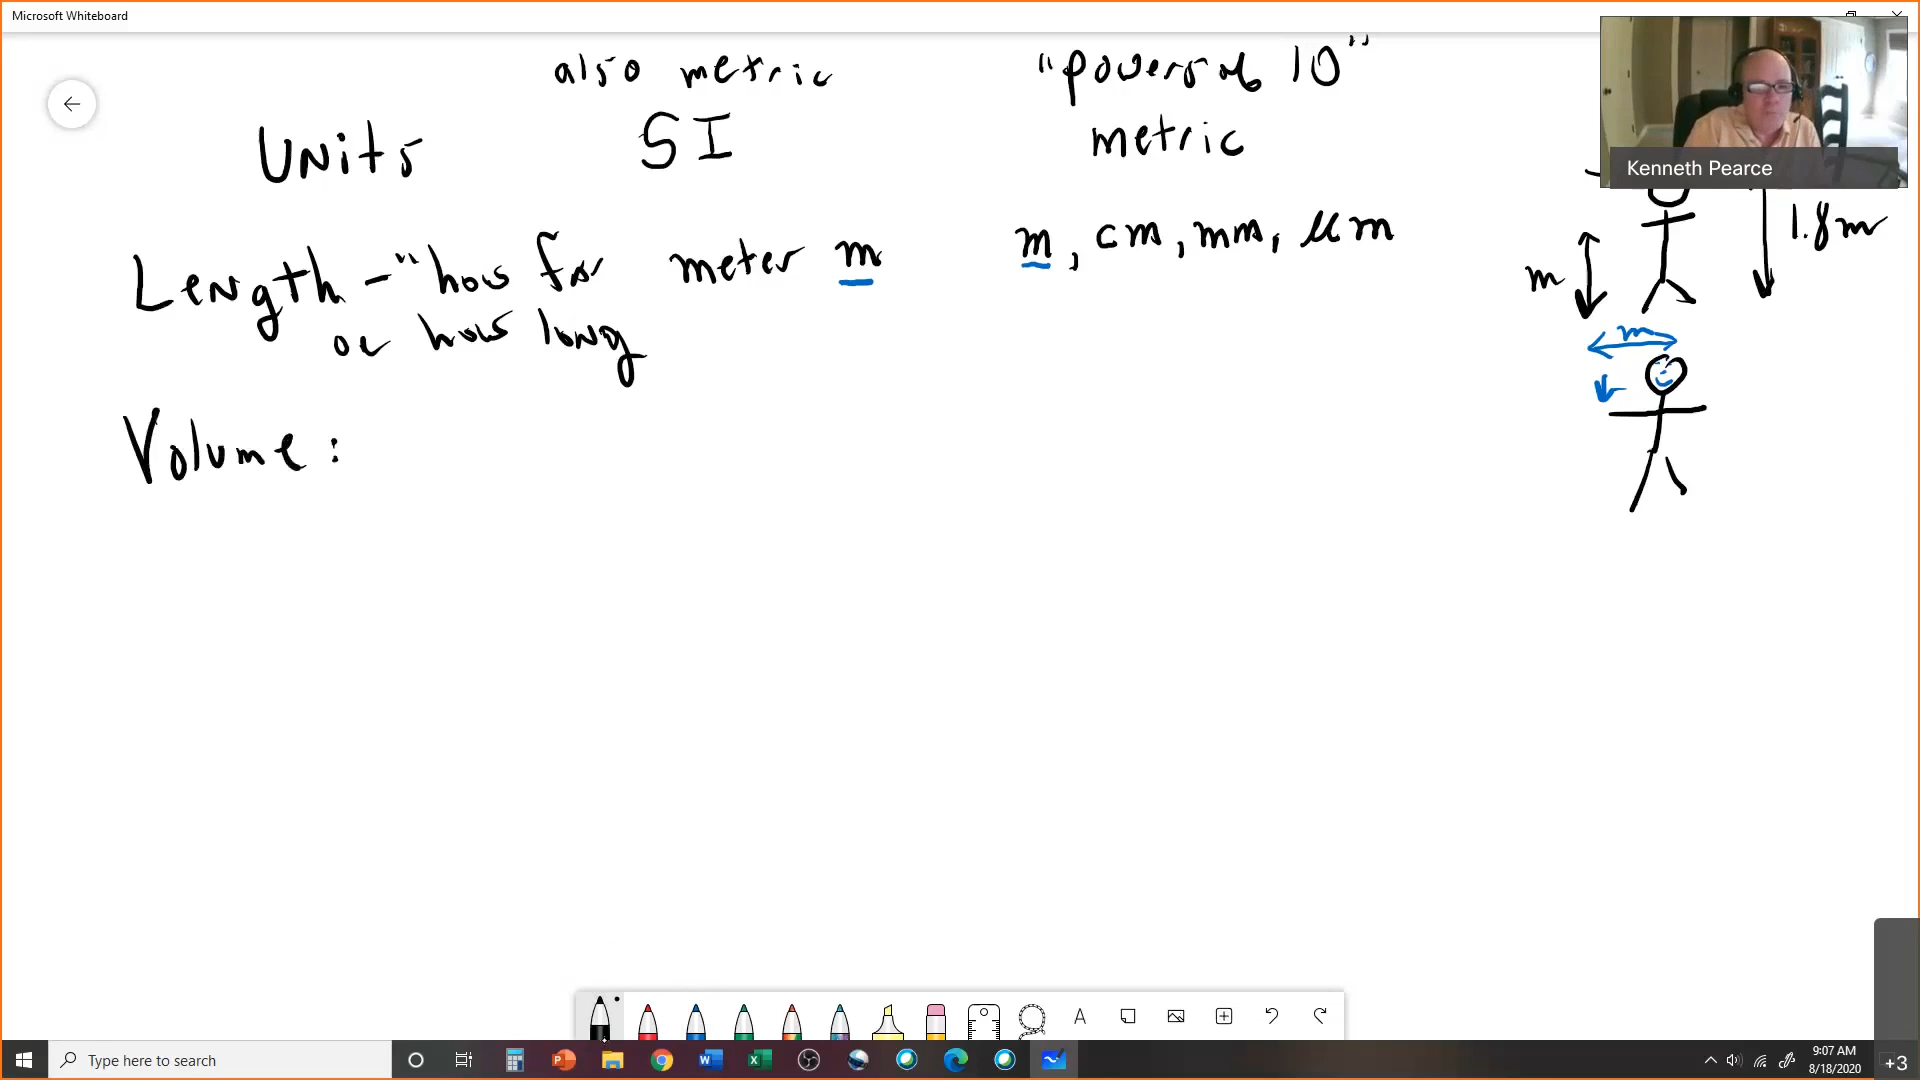 Microsoft Whiteboard
also metric
"powers of 10"
Units
SI
metric
Kenneth Pearce
1.8m
Length - "how far
meter m
m, cm, mm, μm
m
or how long
m
Volume :
A
Type here to search
9:07 AM
8/18/2020
+3